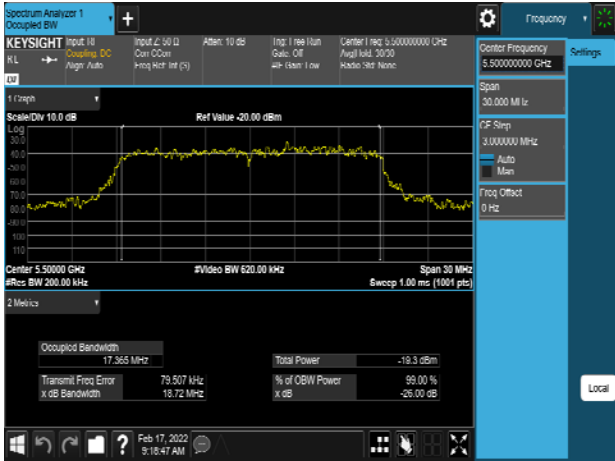 Spectrum Analyzer 1
Occupied BW
Frequency
KEYSIGHT Input: RF
Coupling: DC
Align: Auto
Input Z: 50 Ω
Corr CCorr
Freq Ref: Int (S)
Atten: 10 dB
Trig: Free Run
Gate: Off
#IF Gain: Low
Center Freq: 5.500000000 GHz
Avg|Hold: 30/30
Radio Std: None
RL
Center Frequency
5.500000000 GHz
Settings
Span
30.000 MHz
CF Step
3.000000 MHz
Auto
Man
Freq Offset
0 Hz
1 Graph
Scale/Div 10.0 dB
Ref Value -20.00 dBm
Log
-30.0
-40.0
-50.0
-60.0
-70.0
-80.0
-90.0
-100
-110
Center 5.50000 GHz
#Video BW 620.00 kHz
Span 30 MHz
#Res BW 200.00 kHz
Sweep 1.00 ms (1001 pts)
2 Metrics
Occupied Bandwidth
17.365 MHz
Total Power
-19.3 dBm
Transmit Freq Error
79.507 kHz
% of OBW Power
99.00 %
x dB Bandwidth
18.72 MHz
x dB
-26.00 dB
Local
Feb 17, 2022
9:18:47 AM